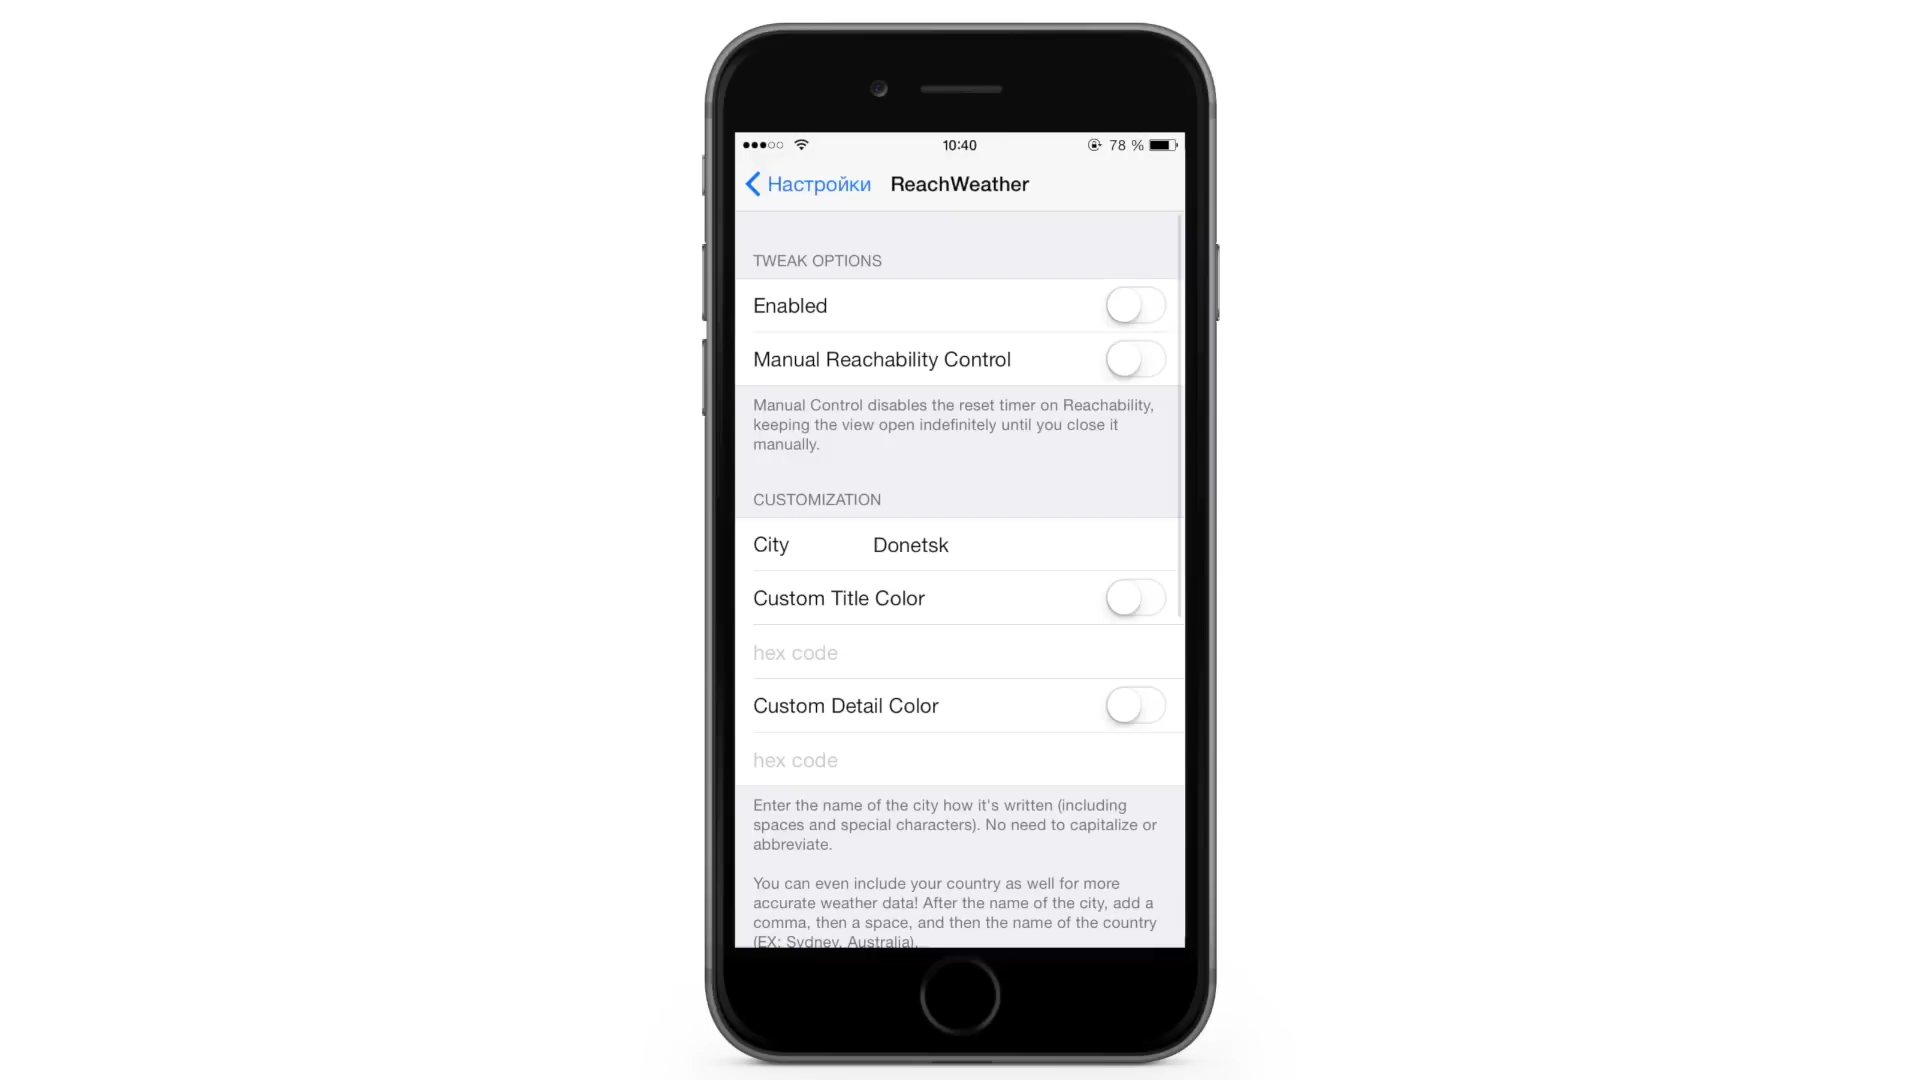 10:40
78 %
Настройки ReachWeather
TWEAK OPTIONS
Enabled
Manual Reachability Control
Manual Control disables the reset timer on Reachability,
keeping the view open indefinitely until you close it
manually.
CUSTOMIZATION
City Donetsk
Custom Title Color
hex code
Custom Detail Color
hex code
Enter the name of the city how it's written (including
spaces and special characters). No need to capitalize or
abbreviate.
You can even include your country as well for more
accurate weather data! After the name of the city, add a
comma, then a space, and then the name of the country
(EX: Sydney, Australia).